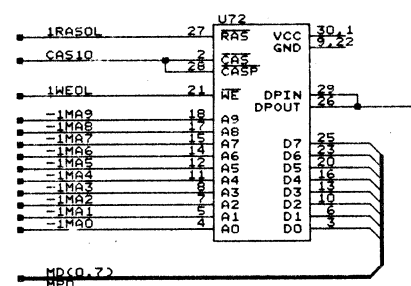 U72
1RASOL 27 RAS VCC 30,1
GND 9,22
CAS10 2 CAS
28 CASP
1WEOL 21 WE DPIN 29
DPOUT 26
-1MA9 18 A9
-1MA8 17 A8
-1MA7 15 A7 D7 25
-1MA6 14 A6 D6 23
-1MA5 12 A5 D5 20
-1MA4 11 A4 D4 16
-1MA3 8 A3 D3 13
-1MA2 7 A2 D2 10
-1MA1 5 A1 D1 6
-1MA0 4 A0 D0 3
MD(0,7)
MPD